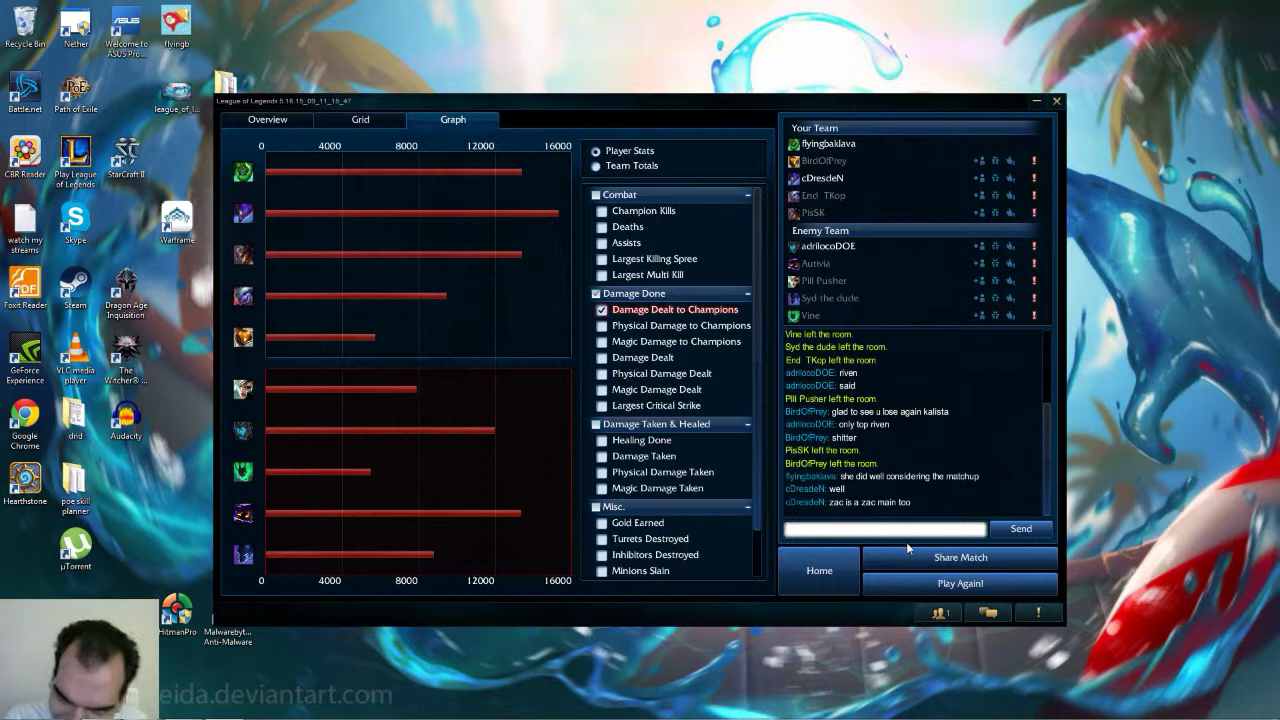 Recycle Bin
Nether
Welcome to
ASUS Pro...
flyingb
Battle.net
Path of Exile
league_of_l...
CBR Reader
Play League
of Legends
StarCraft II
watch my
streams
Skype
Warframe
Foxit Reader
Steam
Dragon Age
Inquisition
GeForce
Experience
VLC media
player
The
Witcher® ...
Google
Chrome
dnd
Audacity
Hearthstone
poe skill
planner
µTorrent
HitmanPro
Malwarebyt...
Anti-Malware
eida.deviantart.com
League of Legends 5.18.15_09_11_15_47
Overview
Grid
Graph
0 4000 8000 12000 16000
0 4000 8000 12000 16000
Player Stats
Team Totals
Combat
Champion Kills
Deaths
Assists
Largest Killing Spree
Largest Multi Kill
Damage Done
Damage Dealt to Champions
Physical Damage to Champions
Magic Damage to Champions
Damage Dealt
Physical Damage Dealt
Magic Damage Dealt
Largest Critical Strike
Damage Taken & Healed
Healing Done
Damage Taken
Physical Damage Taken
Magic Damage Taken
Misc.
Gold Earned
Turrets Destroyed
Inhibitors Destroyed
Minions Slain
Your Team
flyingbaklava
BirdOfPrey
cDresdeN
End TKop
PisSK
Enemy Team
adrilocoDOE
Autivia
Pill Pusher
Syd the dude
Vine
Vine left the room.
Syd the dude left the room.
End TKop left the room.
adrilocoDOE: riven
adrilocoDOE: said
Pill Pusher left the room.
BirdOfPrey: glad to see u lose again kalista
adrilocoDOE: only top riven
BirdOfPrey: shitter
PisSK left the room.
BirdOfPrey left the room.
flyingbaklava: she did well considering the matchup
cDresdeN: well
cDresdeN: zac is a zac main too
Send
Home
Share Match
Play Again!
1